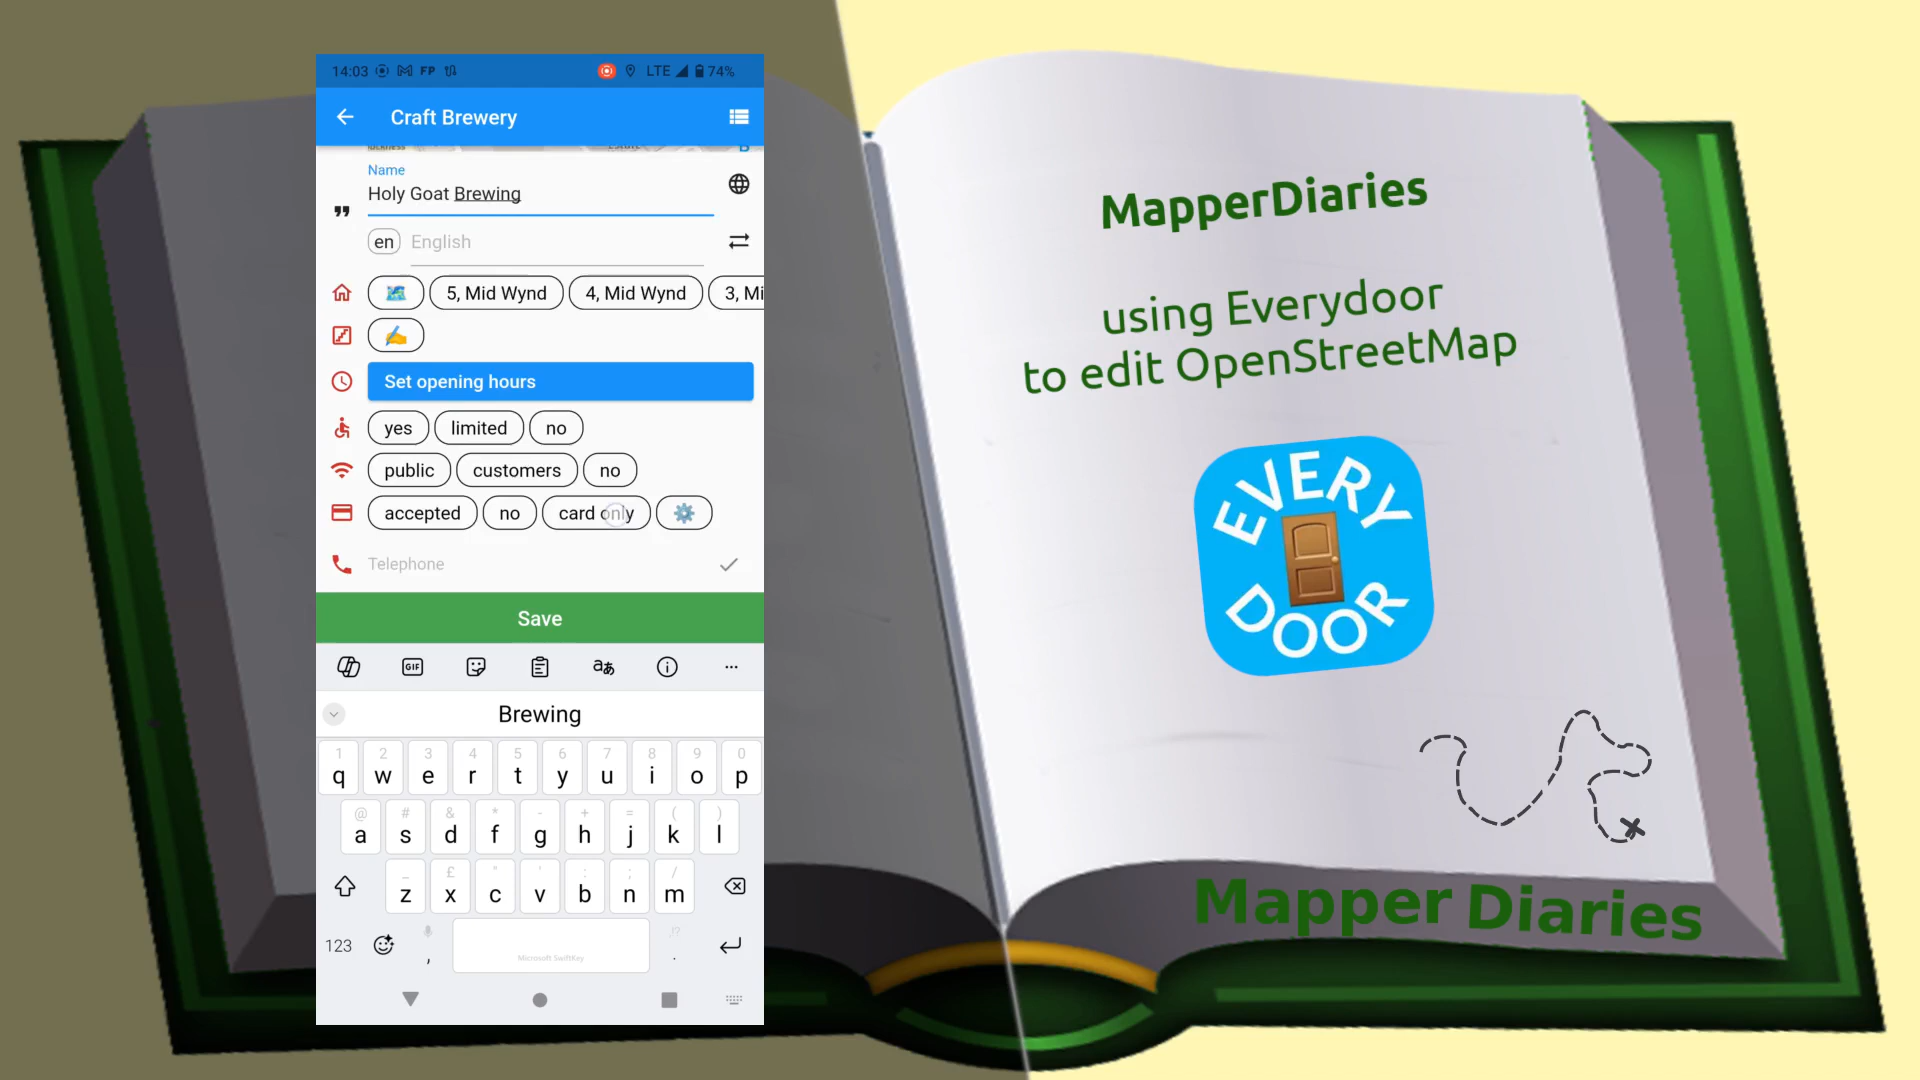 14:03 FP LTE 74%
Craft Brewery
Name
Holy Goat Brewing
en English
5, Mid Wynd 4, Mid Wynd 3, Mi
Set opening hours
yes limited no
public customers no
accepted no card only
Telephone
Save
GIF
Brewing
1 2 3 4 5 6 7 8 9 0
q w e r t y u i o p
@ # & * - + = ( )
a s d f g h j k l
_ £ " ' : ; /
z x c v b n m
123 , Microsoft SwiftKey ,!? .
MapperDiaries
using Everydoor
to edit OpenStreetMap
EVERY
DOOR
Mapper Diaries